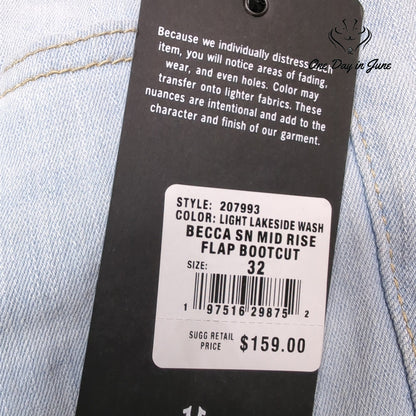 One Day in June
Because we individually distress each
item, you will notice areas of fading,
wear, and even holes. Color may
transfer onto lighter fabrics. These
nuances are intentional and add to the
character and finish of our garment.
STYLE: 207993
COLOR: LIGHT LAKESIDE WASH
BECCA SN MID RISE
FLAP BOOTCUT
SIZE: 32
1 97516 29875 2
SUGG RETAIL
PRICE $159.00